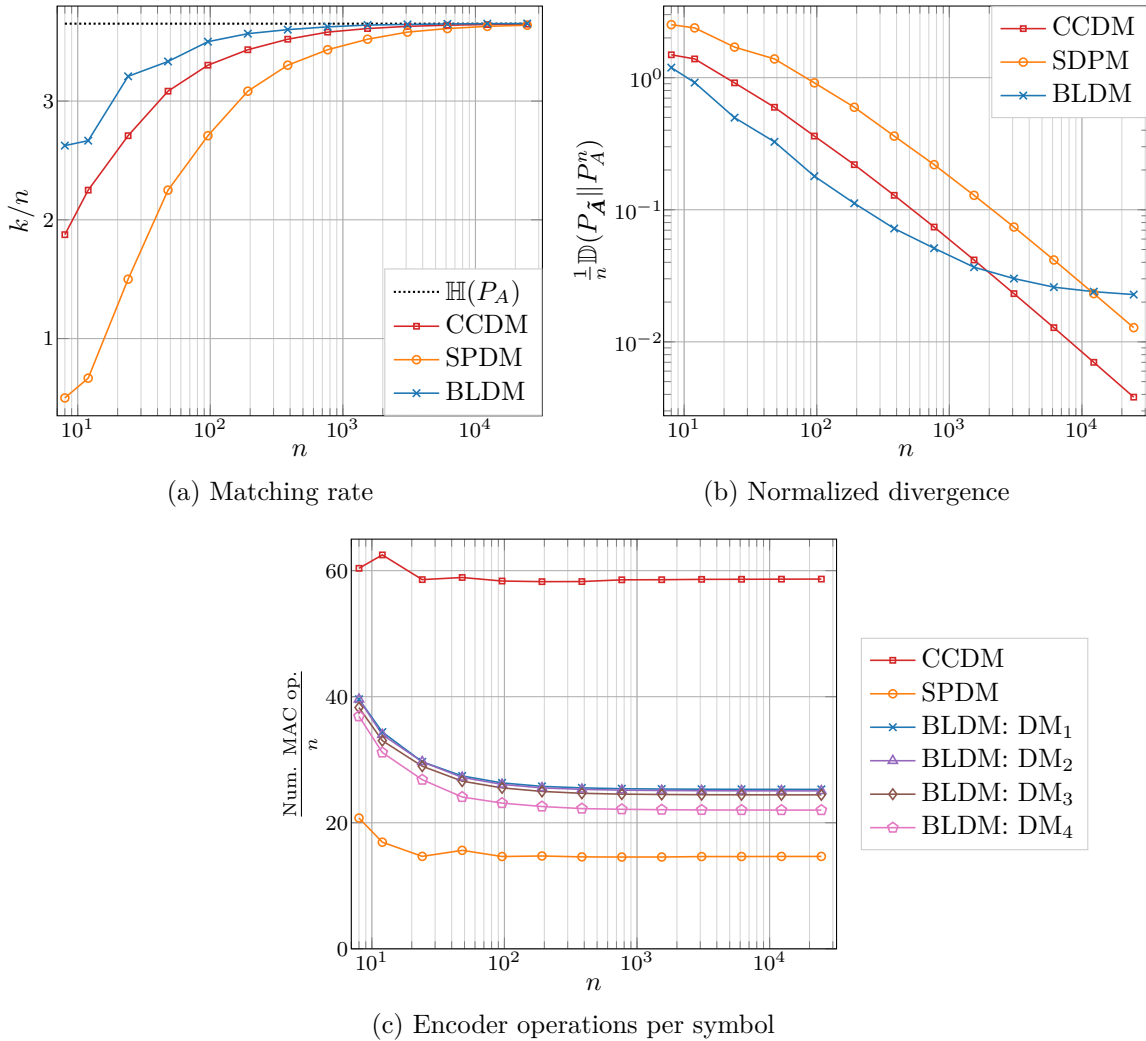 3
2
1
k/n
10^1
10^2
10^3
10^4
n
ℍ(P_A)
CCDM
SPDM
BLDM
(a) Matching rate
10^0
10^−1
10^−2
1/n 𝔻(P_Ã||P_A^n)
10^1
10^2
10^3
10^4
n
CCDM
SDPM
BLDM
(b) Normalized divergence
60
40
20
0
Num. MAC op.
n
10^1
10^2
10^3
10^4
n
CCDM
SPDM
BLDM: DM_1
BLDM: DM_2
BLDM: DM_3
BLDM: DM_4
(c) Encoder operations per symbol